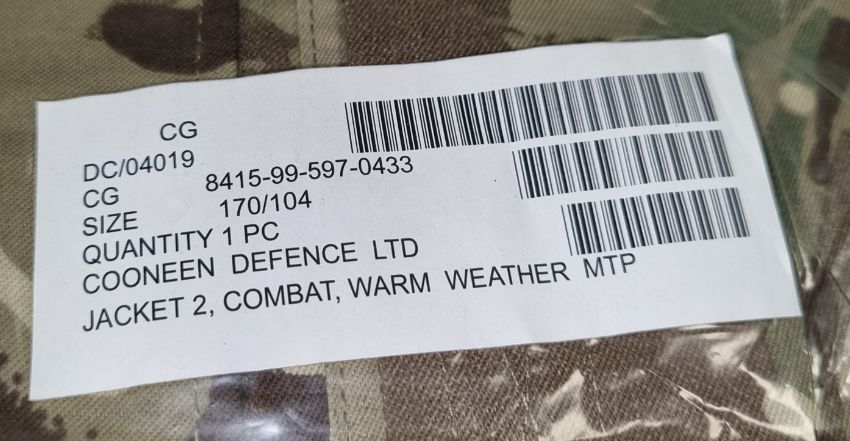 CG
DC/04019
CG 8415-99-597-0433
SIZE 170/104
QUANTITY 1 PC
COONEEN DEFENCE LTD
JACKET 2, COMBAT, WARM WEATHER MTP